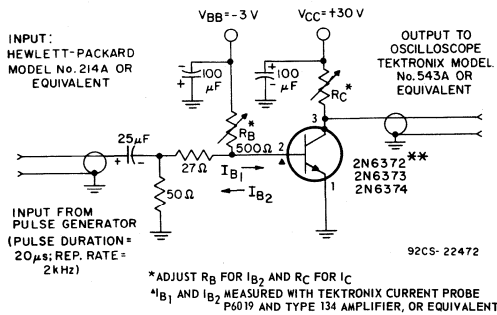 VBB=-3 V
VCC=+30 V
INPUT:
HEWLETT-PACKARD
MODEL No.214A OR
EQUIVALENT
OUTPUT TO
OSCILLOSCOPE
TEKTRONIX MODEL
No.543A OR
EQUIVALENT
100
μF
100
μF
RC*
RB*
500Ω
3
2
1
25μF
+
-
27Ω
IB1
IB2
50Ω
2N6372**
2N6373
2N6374
INPUT FROM
PULSE GENERATOR
(PULSE DURATION=
20μs; REP. RATE=
2kHz)
92CS-22472
*ADJUST RB FOR IB2 AND RC FOR IC
▲IB1 AND IB2 MEASURED WITH TEKTRONIX CURRENT PROBE
P6019 AND TYPE 134 AMPLIFIER, OR EQUIVALENT